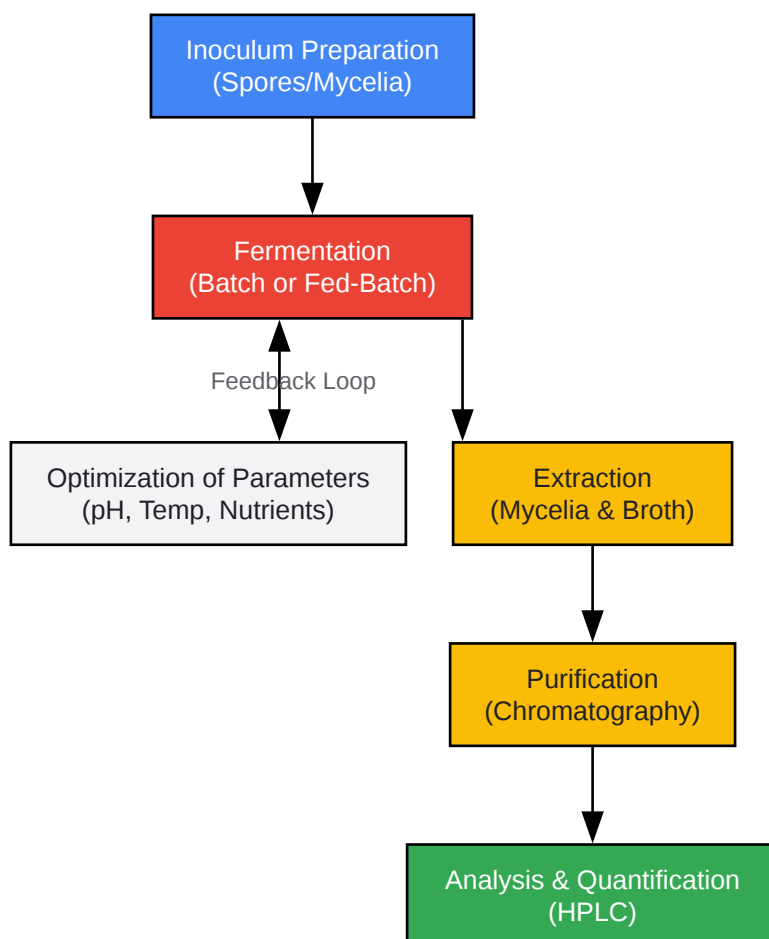 Inoculum Preparation
(Spores/Mycelia)
Fermentation
(Batch or Fed-Batch)
Feedback Loop
Optimization of Parameters
(pH, Temp, Nutrients)
Extraction
(Mycelia & Broth)
Purification
(Chromatography)
Analysis & Quantification
(HPLC)